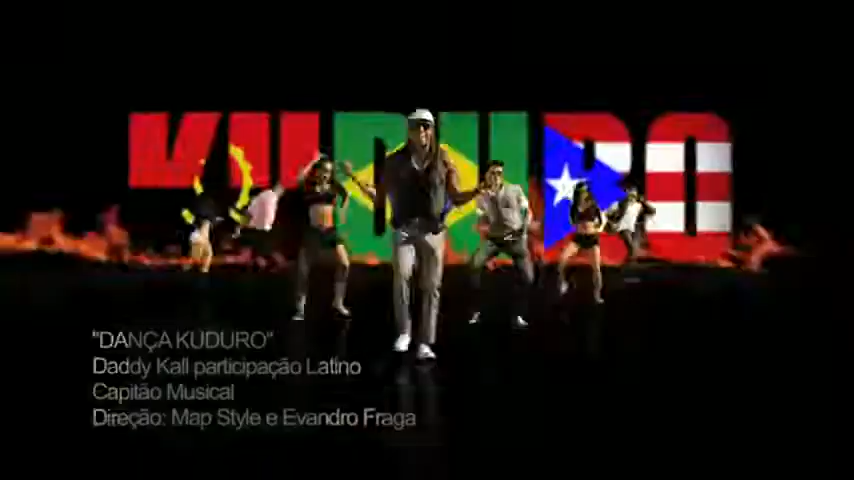 KUDURO
"DANÇA KUDURO"
Daddy Kall participação Latino
Capitão Musical
Direção: Map Style e Evandro Fraga